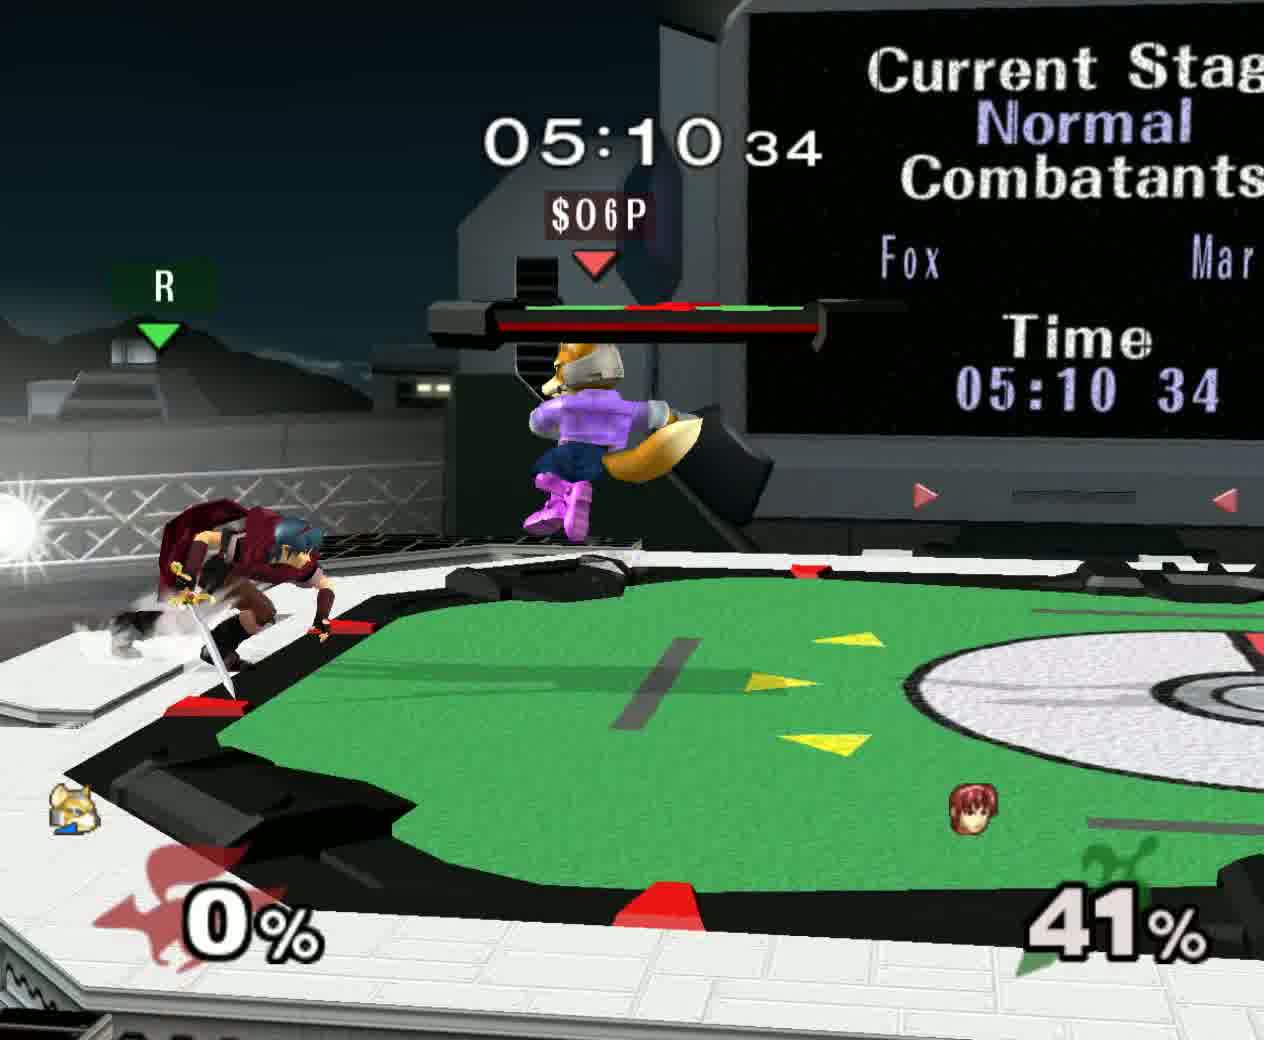 Current Stag
Normal
Combatants
Fox Mar
Time
05:10 34
05:10 34
$06P
R
0%
41%